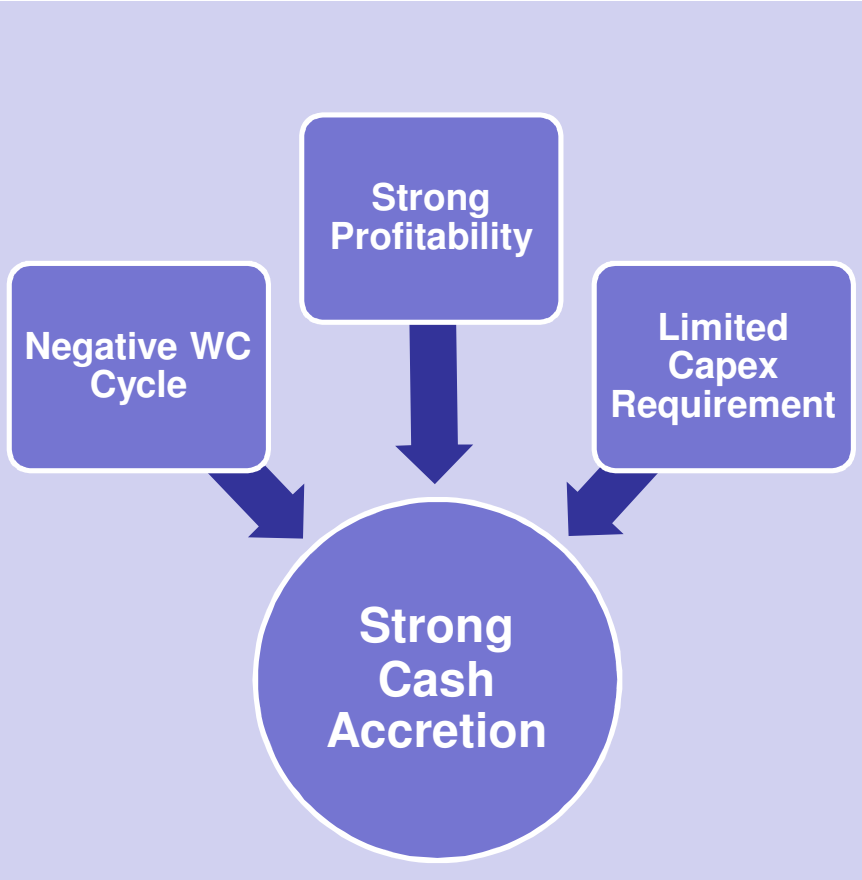 Strong
Profitability
Negative WC
Cycle
Limited
Capex
Requirement
Strong
Cash
Accretion